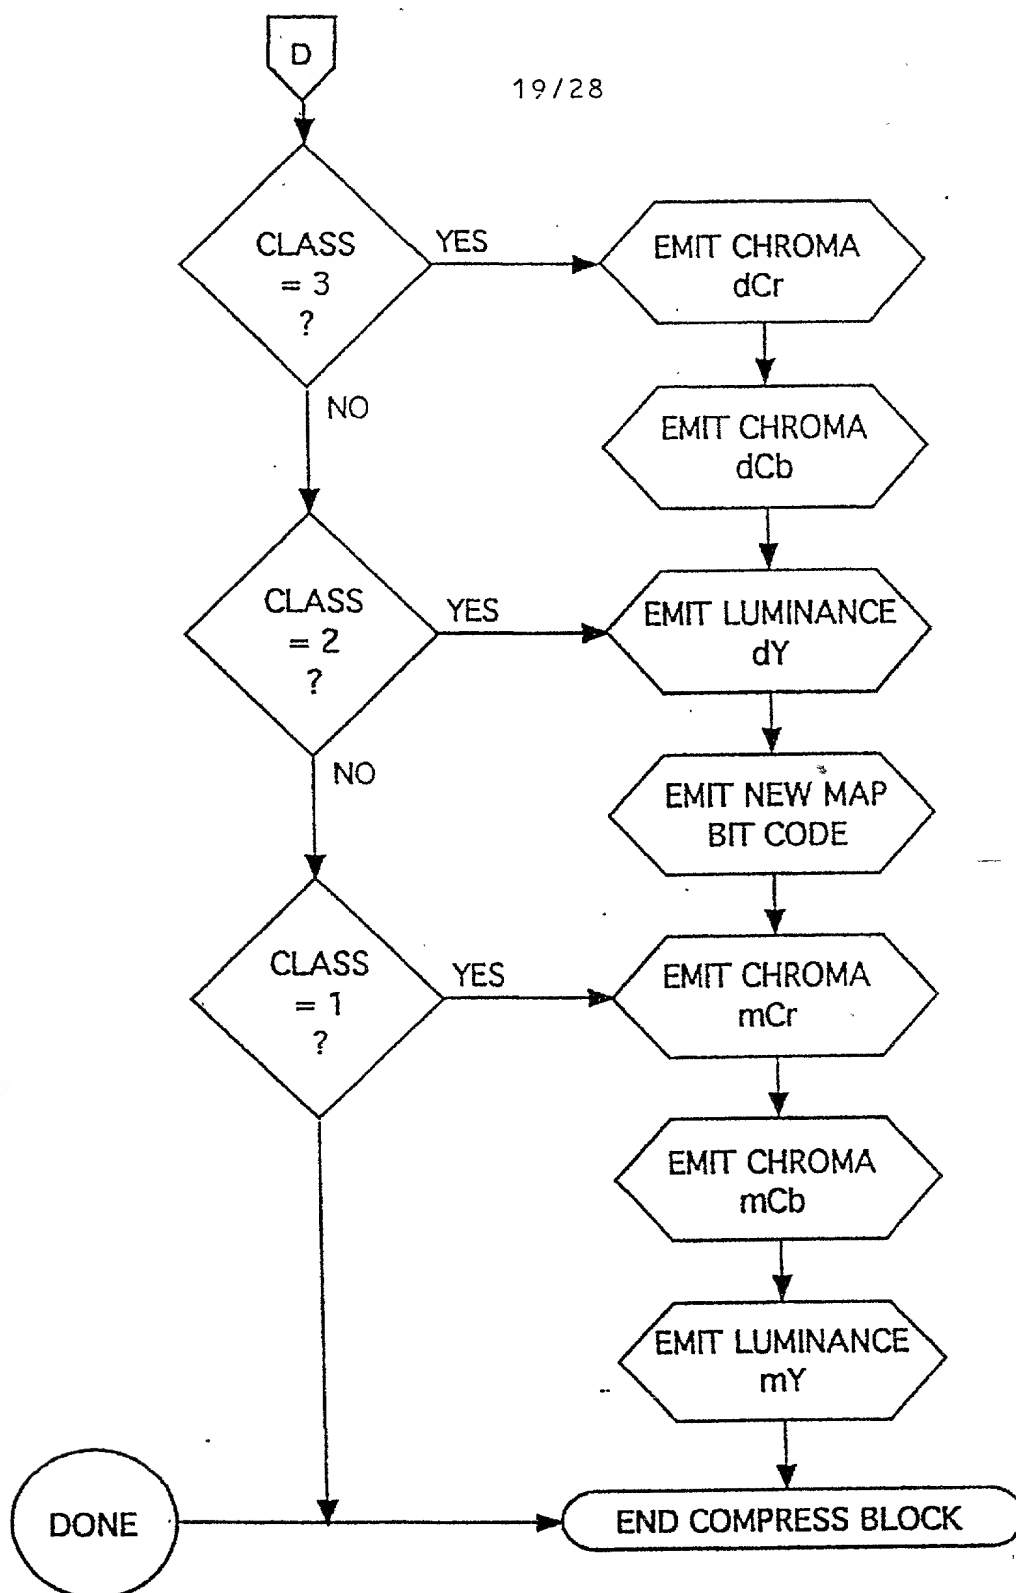 D
19/28
CLASS
= 3
?
YES
EMIT CHROMA
dCr
NO
EMIT CHROMA
dCb
CLASS
= 2
?
YES
EMIT LUMINANCE
dY
NO
EMIT NEW MAP
BIT CODE
CLASS
= 1
?
YES
EMIT CHROMA
mCr
EMIT CHROMA
mCb
EMIT LUMINANCE
mY
DONE
END COMPRESS BLOCK